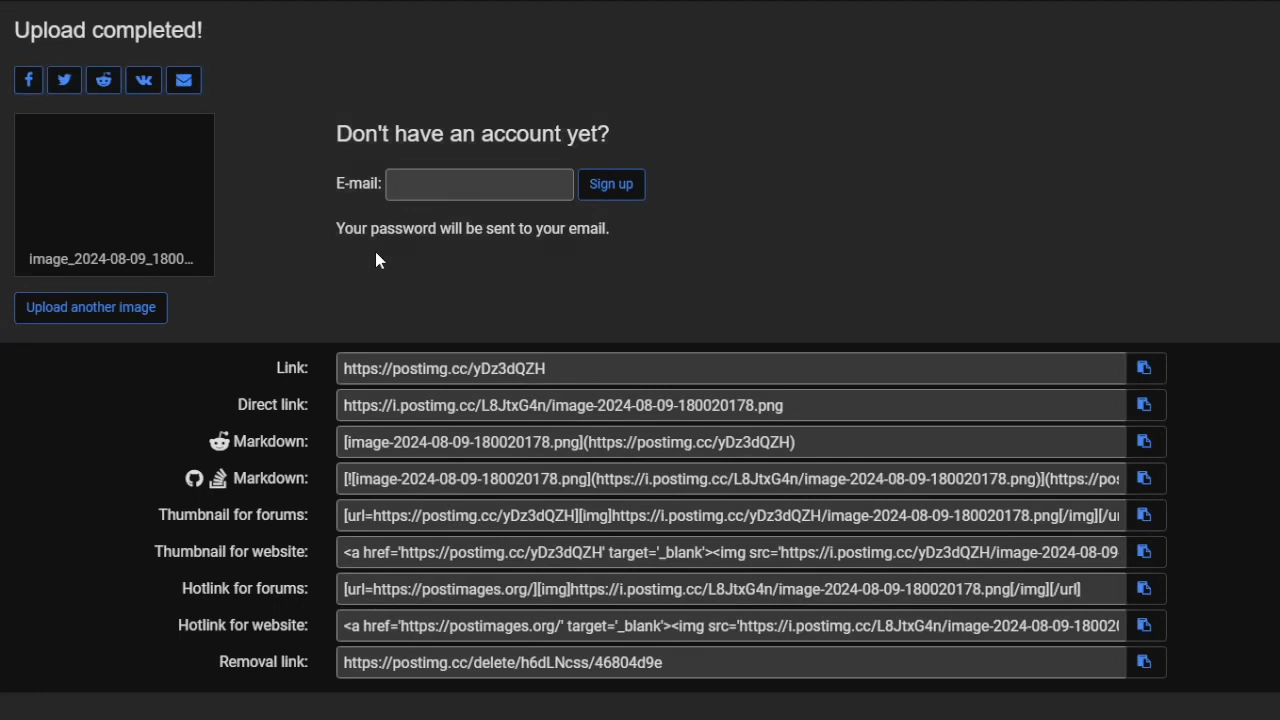 Upload completed!
Don't have an account yet?
E-mail:
Sign up
Your password will be sent to your email.
image_2024-08-09_1800...
Upload another image
Link: https://postimg.cc/yDz3dQZH
Direct link: https://i.postimg.cc/L8JtxG4n/image-2024-08-09-180020178.png
Markdown: [image-2024-08-09-180020178.png](https://postimg.cc/yDz3dQZH)
Markdown: [![image-2024-08-09-180020178.png](https://i.postimg.cc/L8JtxG4n/image-2024-08-09-180020178.png)](https://pos
Thumbnail for forums: [url=https://postimg.cc/yDz3dQZH][img]https://i.postimg.cc/yDz3dQZH/image-2024-08-09-180020178.png[/img][/u
Thumbnail for website: <a href='https://postimg.cc/yDz3dQZH' target='_blank'><img src='https://i.postimg.cc/yDz3dQZH/image-2024-08-09
Hotlink for forums: [url=https://postimages.org/][img]https://i.postimg.cc/L8JtxG4n/image-2024-08-09-180020178.png[/img][/url]
Hotlink for website: <a href='https://postimages.org/' target='_blank'><img src='https://i.postimg.cc/L8JtxG4n/image-2024-08-09-18002
Removal link: https://postimg.cc/delete/h6dLNcss/46804d9e